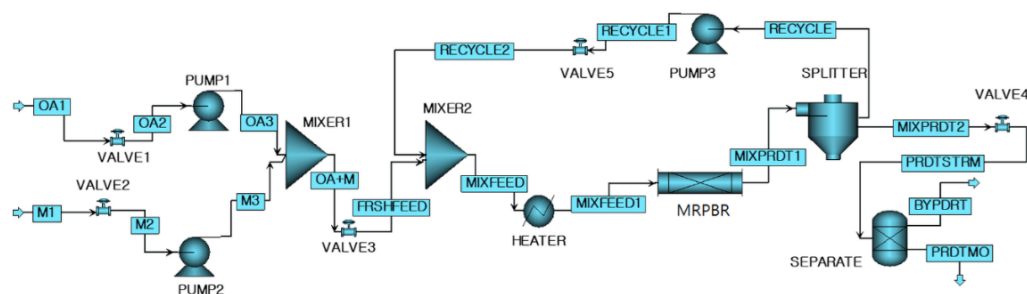 RECYCLE1
RECYCLE
RECYCLE2
VALVE5
PUMP3
SPLITTER
PUMP1
VALVE4
OA1
OA2
OA3
MIXER1
MIXER2
MIXPRDT2
VALVE1
MIXPRDT1
PRDTSTRM
VALVE2
OA+M
MIXFEED
M1
M3
FRSHFEED
MIXFEED1
MRPBR
BYPDRT
M2
VALVE3
HEATER
PRDTMO
SEPARATE
PUMP2